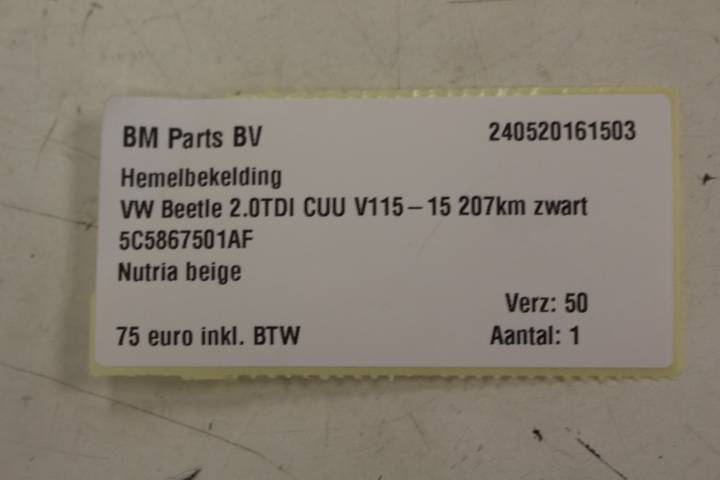 BM Parts BV 240520161503
Hemelbekelding
VW Beetle 2.0TDI CUU V115-15 207km zwart
5C5867501AF
Nutria beige
Verz: 50
75 euro inkl. BTW Aantal: 1